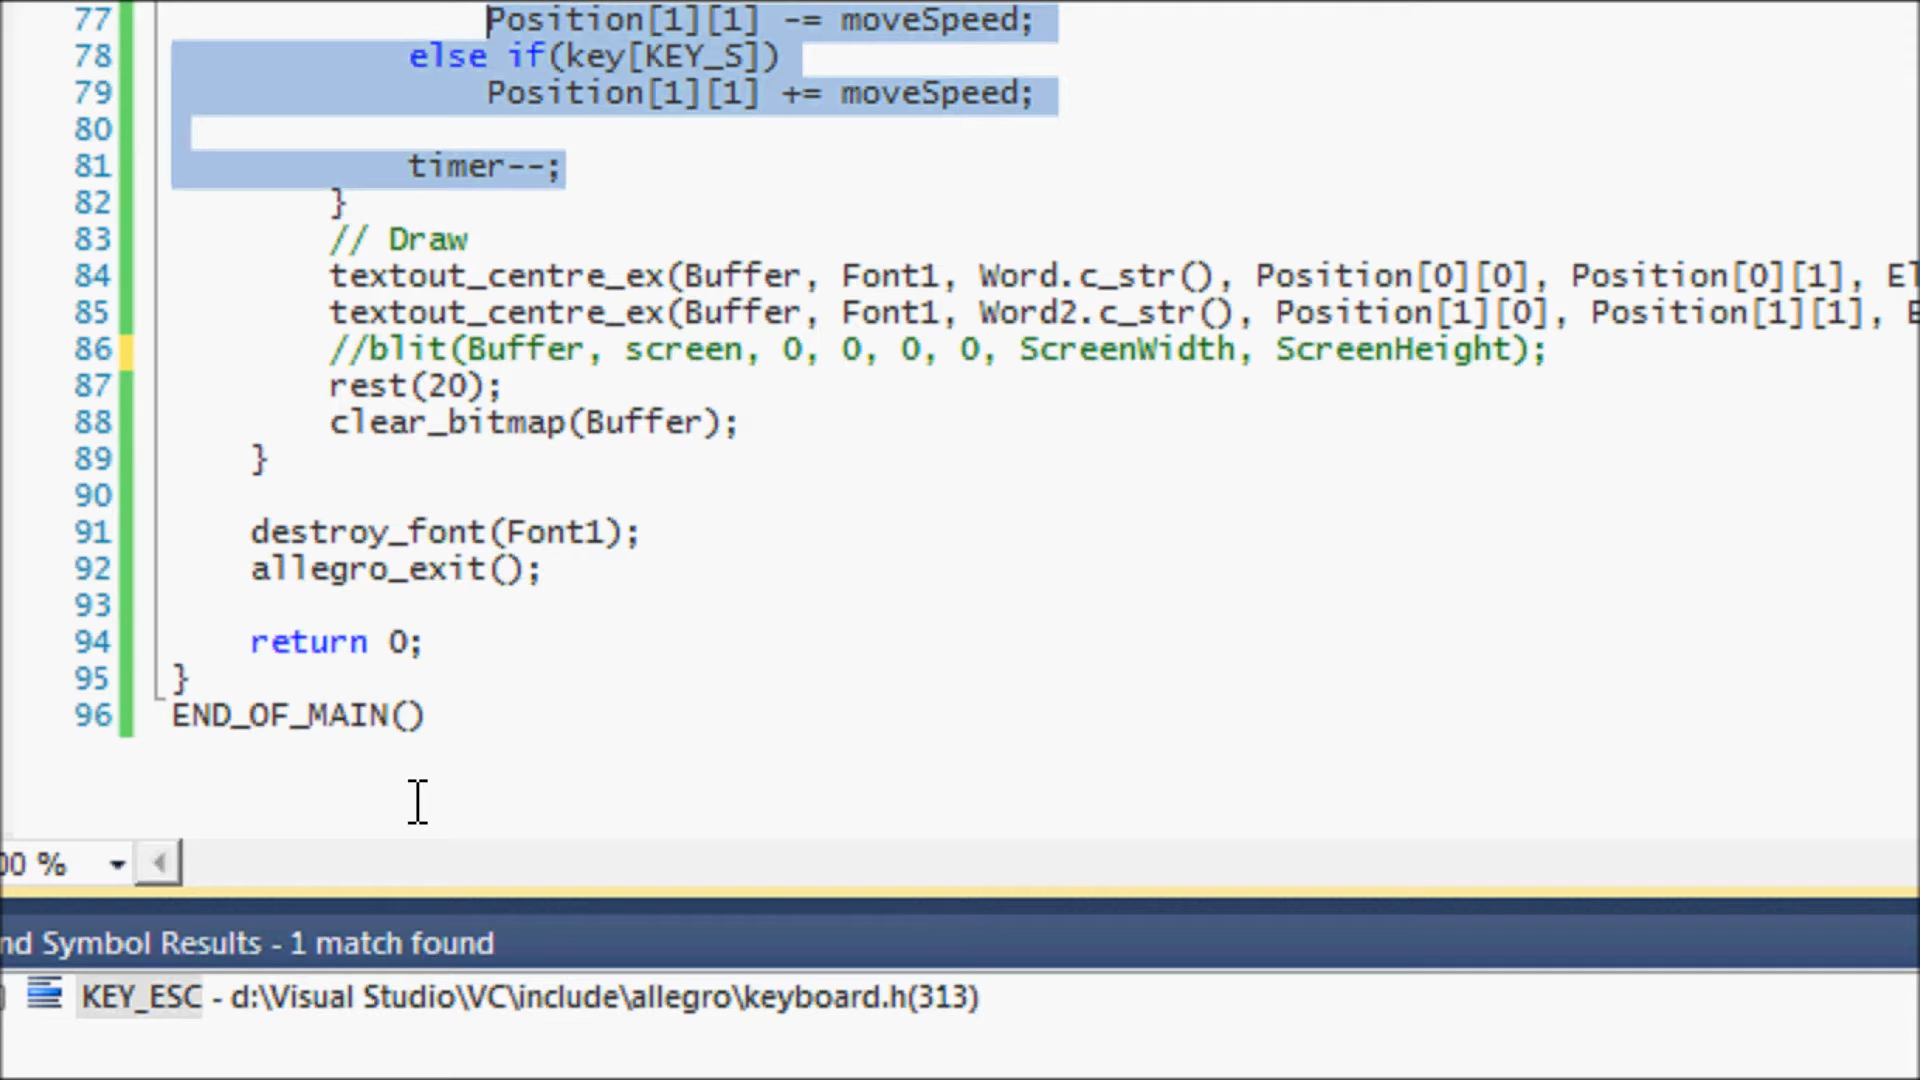 77 Position[1][1] -= moveSpeed;
78 else if(key[KEY_S])
79 Position[1][1] += moveSpeed;
80
81 timer--;
82 }
83 // Draw
84 textout_centre_ex(Buffer, Font1, Word.c_str(), Position[0][0], Position[0][1], El
85 textout_centre_ex(Buffer, Font1, Word2.c_str(), Position[1][0], Position[1][1],
86 //blit(Buffer, screen, 0, 0, 0, 0, ScreenWidth, ScreenHeight);
87 rest(20);
88 clear_bitmap(Buffer);
89 }
90
91 destroy_font(Font1);
92 allegro_exit();
93
94 return 0;
95 }
96 END_OF_MAIN()
00 %
nd Symbol Results - 1 match found
KEY_ESC - d:\Visual Studio\VC\include\allegro\keyboard.h(313)